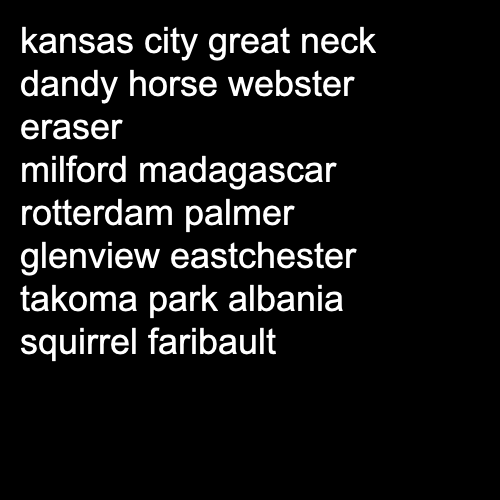 kansas city great neck
dandy horse webster
eraser
milford madagascar
rotterdam palmer
glenview eastchester
takoma park albania
squirrel faribault